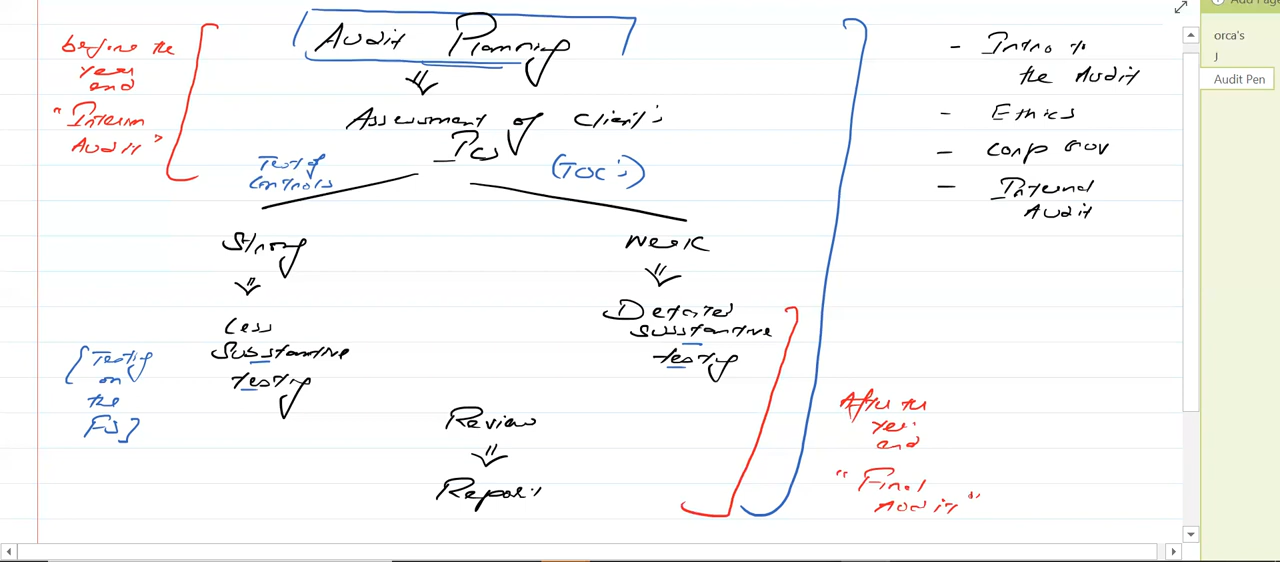 Audit Planning
before the
year
end
"Interim
Audit"
Assessment of Client's
ICS
Test of
controls
(TOC's)
Strong
Weak
Less
Substantive
testing
Detailed
substantive
testing
[Testing
on
the
FS]
Review
Report
After the
year
end
"Final
Audit"
- Intro to
the Audit
- Ethics
- Corp Gov
- Internal
Audit
Add Page
orca's
J
Audit Pen